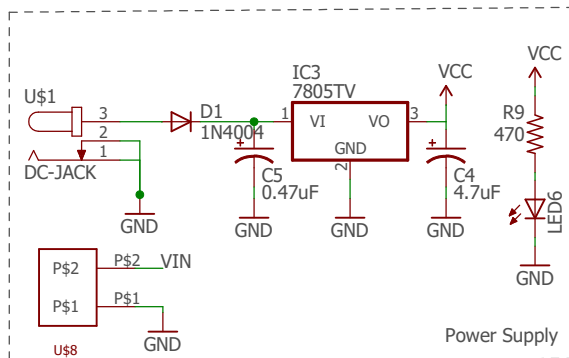 IC3
7805TV
VCC
VCC
U$1
3
D1
1N4004
1
VI
VO
3
R9
470
2
GND
1
2
DC-JACK
C5
0.47uF
C4
4.7uF
LED6
GND
GND
GND
GND
GND
P$2
P$2
VIN
P$1
P$1
GND
U$8
Power Supply